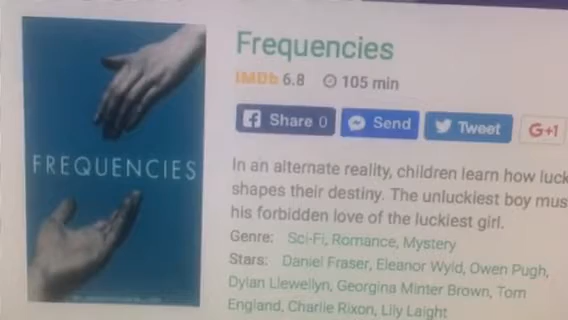 Frequencies
IMDb 6.8 105 min
Share 0 Send Tweet G+1
FREQUENCIES
In an alternate reality, children learn how luck
shapes their destiny. The unluckiest boy mus
his forbidden love of the luckiest girl.
Genre: Sci-Fi, Romance, Mystery
Stars: Daniel Fraser, Eleanor Wyld, Owen Pugh,
Dylan Llewellyn, Georgina Minter Brown, Tom
England, Charlie Rixon, Lily Laight